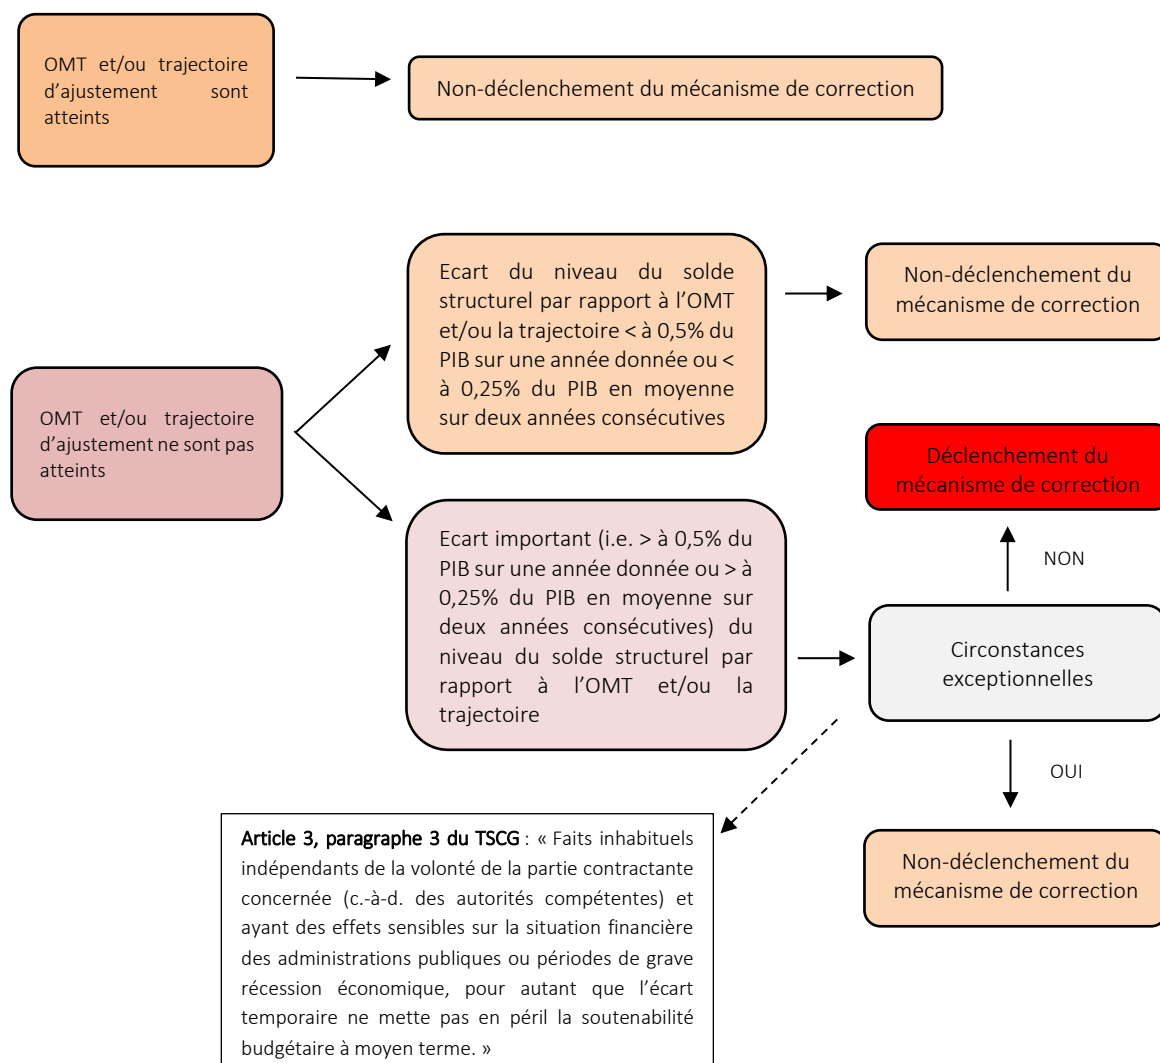 OMT et/ou trajectoire
d'ajustement sont
atteints
Non-déclenchement du mécanisme de correction
Ecart du niveau du solde
structurel par rapport à l'OMT
et/ou la trajectoire < à 0,5% du
PIB sur une année donnée ou <
à 0,25% du PIB en moyenne
sur deux années consécutives
Non-déclenchement du
mécanisme de correction
OMT et/ou trajectoire
d'ajustement ne sont pas
atteints
Déclenchement du
mécanisme de correction
Ecart important (i.e. > à 0,5% du
PIB sur une année donnée ou > à
0,25% du PIB en moyenne sur
deux années consécutives) du
niveau du solde structurel par
rapport à l'OMT et/ou la
trajectoire
NON
Circonstances
exceptionnelles
OUI
Non-déclenchement du
mécanisme de correction
Article 3, paragraphe 3 du TSCG : « Faits inhabituels
indépendants de la volonté de la partie contractante
concernée (c.-à-d. des autorités compétentes) et
ayant des effets sensibles sur la situation financière
des administrations publiques ou périodes de grave
récession économique, pour autant que l'écart
temporaire ne mette pas en péril la soutenabilité
budgétaire à moyen terme. »